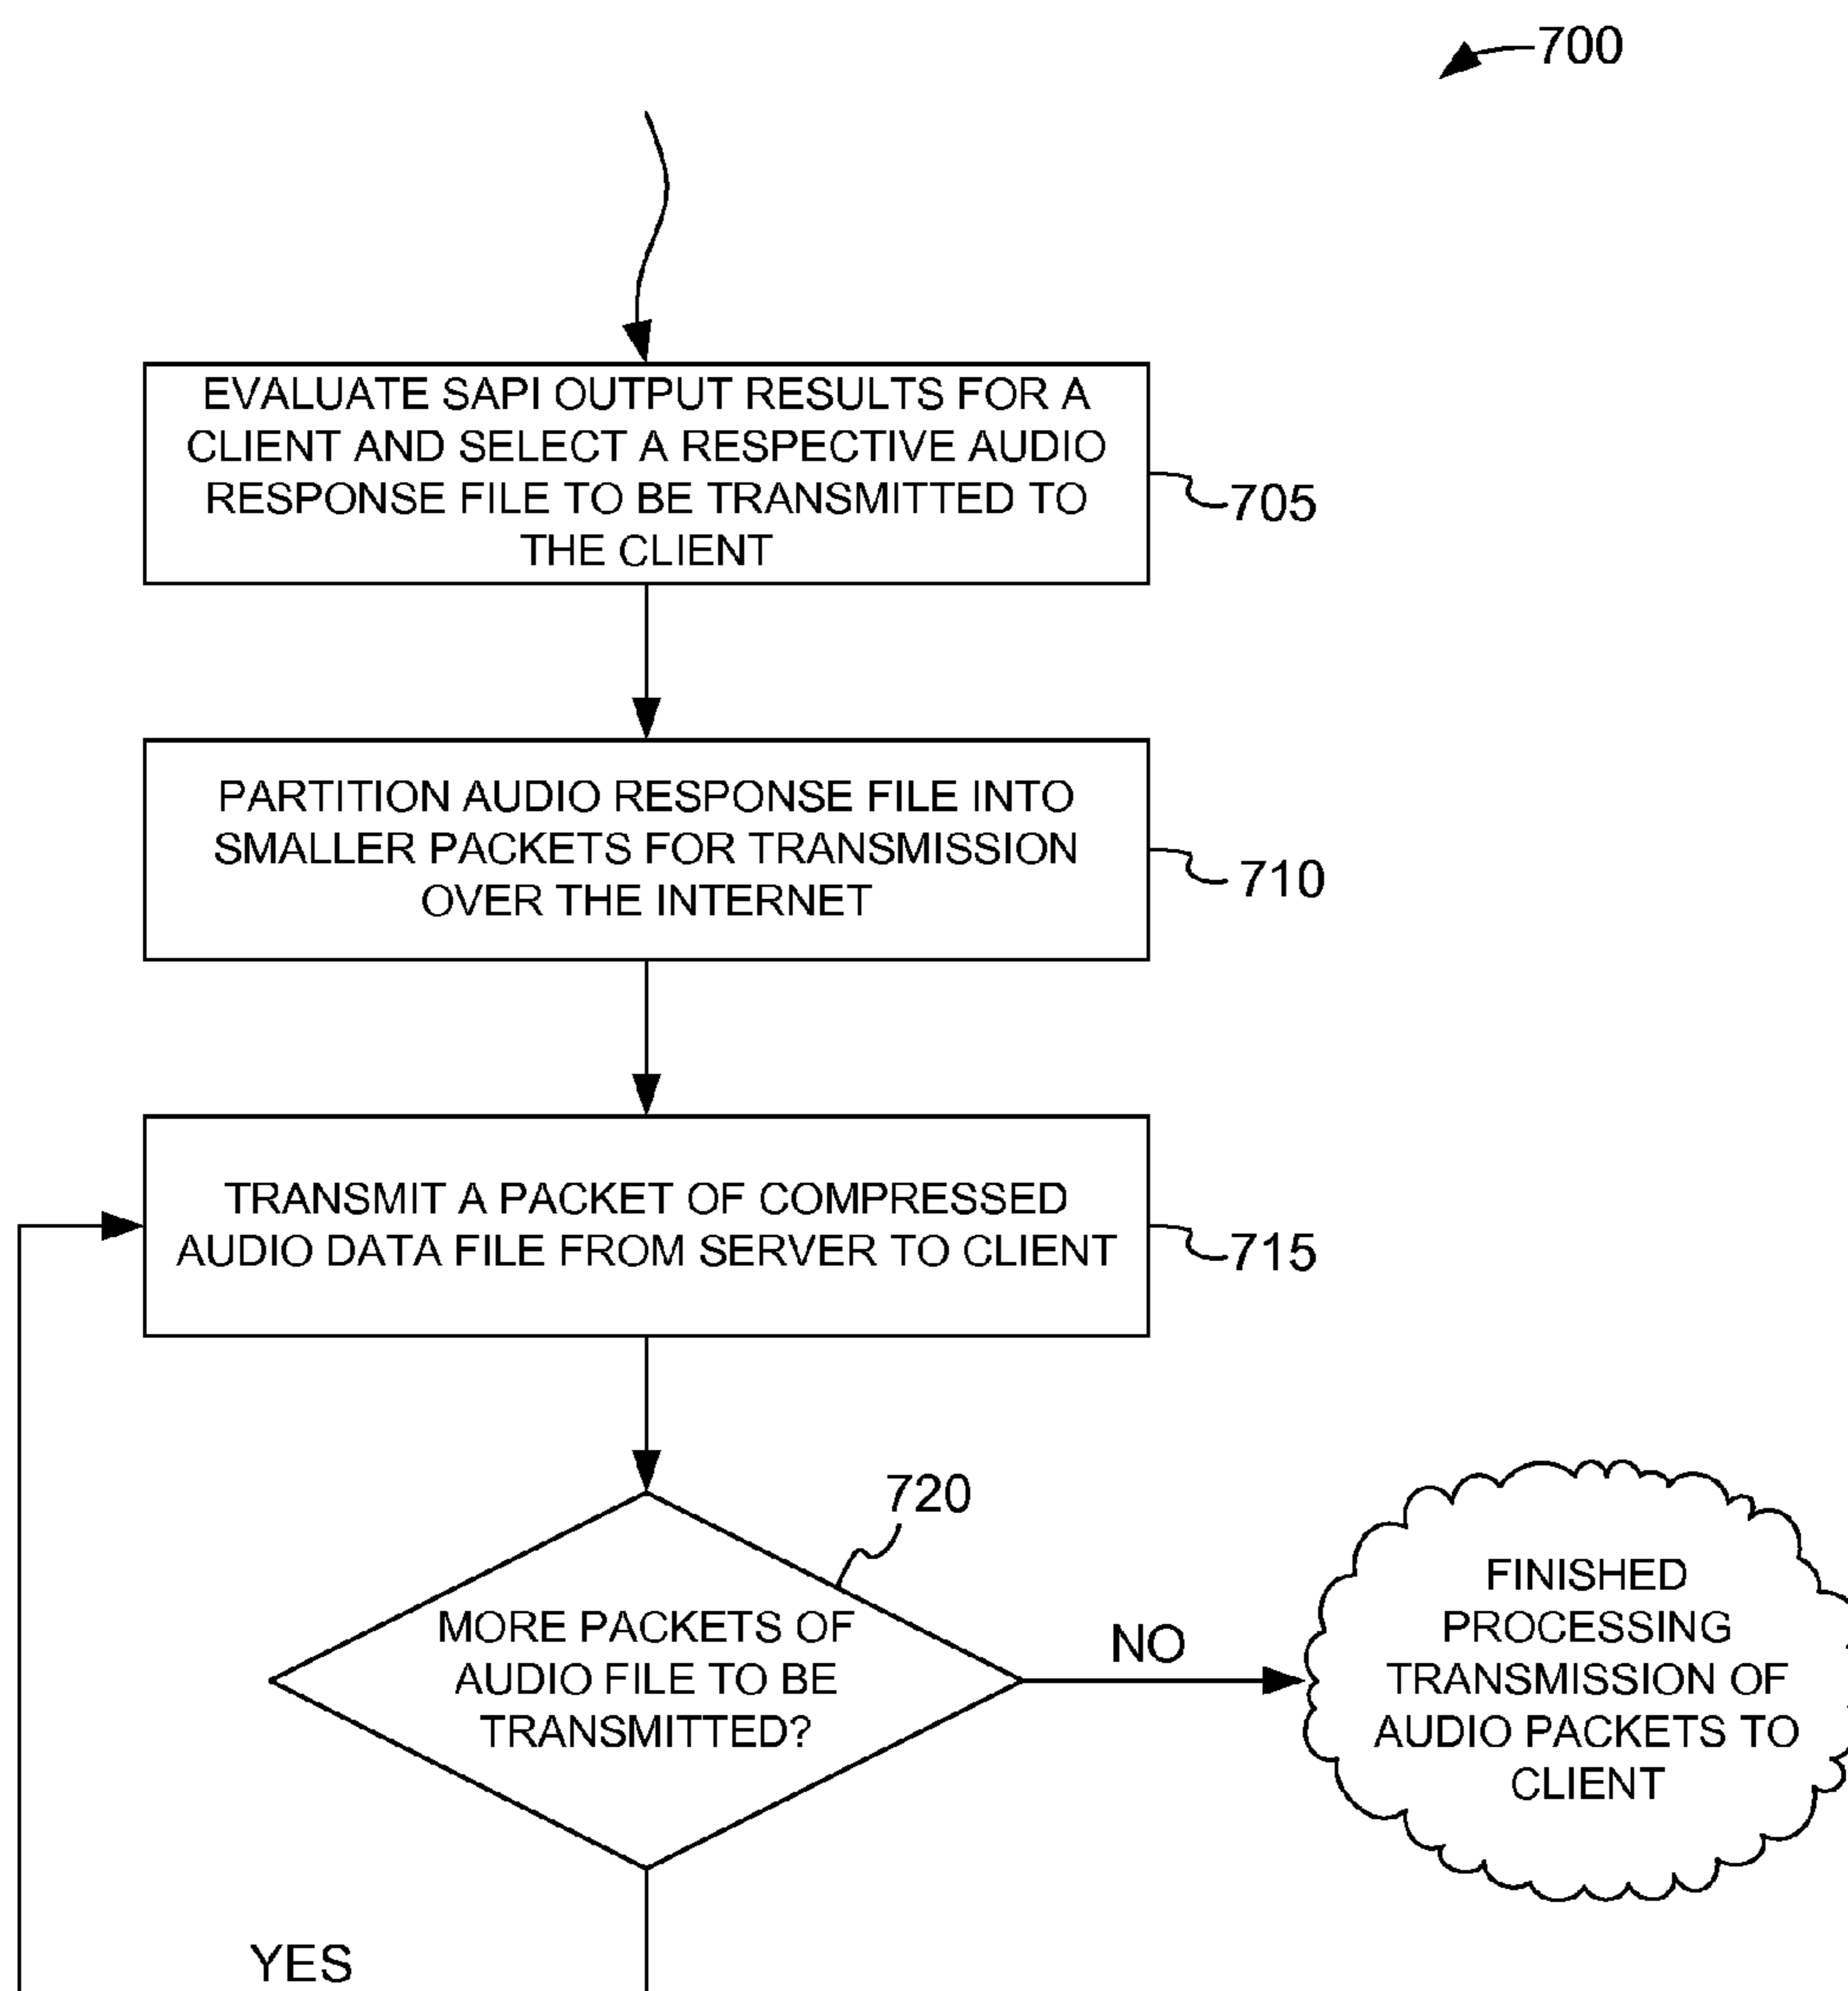 700
EVALUATE SAPI OUTPUT RESULTS FOR A
CLIENT AND SELECT A RESPECTIVE AUDIO
RESPONSE FILE TO BE TRANSMITTED TO
THE CLIENT
705
PARTITION AUDIO RESPONSE FILE INTO
SMALLER PACKETS FOR TRANSMISSION
OVER THE INTERNET
710
TRANSMIT A PACKET OF COMPRESSED
AUDIO DATA FILE FROM SERVER TO CLIENT
715
720
MORE PACKETS OF
AUDIO FILE TO BE
TRANSMITTED?
NO
FINISHED
PROCESSING
TRANSMISSION OF
AUDIO PACKETS TO
CLIENT
YES